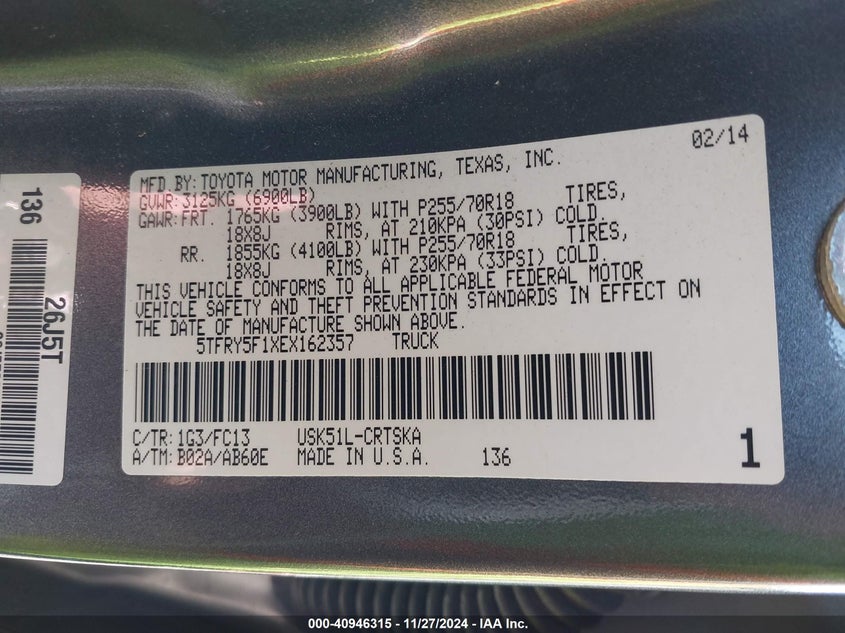 136
26J5T
02/14
MFD BY: TOYOTA MOTOR MANUFACTURING, TEXAS, INC.
GVWR: 3125KG (6900LB)
GAWR: FRT. 1765KG (3900LB) WITH P255/70R18 TIRES,
18X8J RIMS, AT 210KPA (30PSI) COLD.
RR. 1855KG (4100LB) WITH P255/70R18 TIRES,
18X8J RIMS, AT 230KPA (33PSI) COLD.
THIS VEHICLE CONFORMS TO ALL APPLICABLE FEDERAL MOTOR
VEHICLE SAFETY AND THEFT PREVENTION STANDARDS IN EFFECT ON
THE DATE OF MANUFACTURE SHOWN ABOVE.
5TFRY5F1XEX162357 TRUCK
C/TR: 1G3/FC13 USK51L-CRTSKA
A/TM: B02A/AB60E MADE IN U.S.A. 136 1
000-40946315 - 11/27/2024 - IAA Inc.